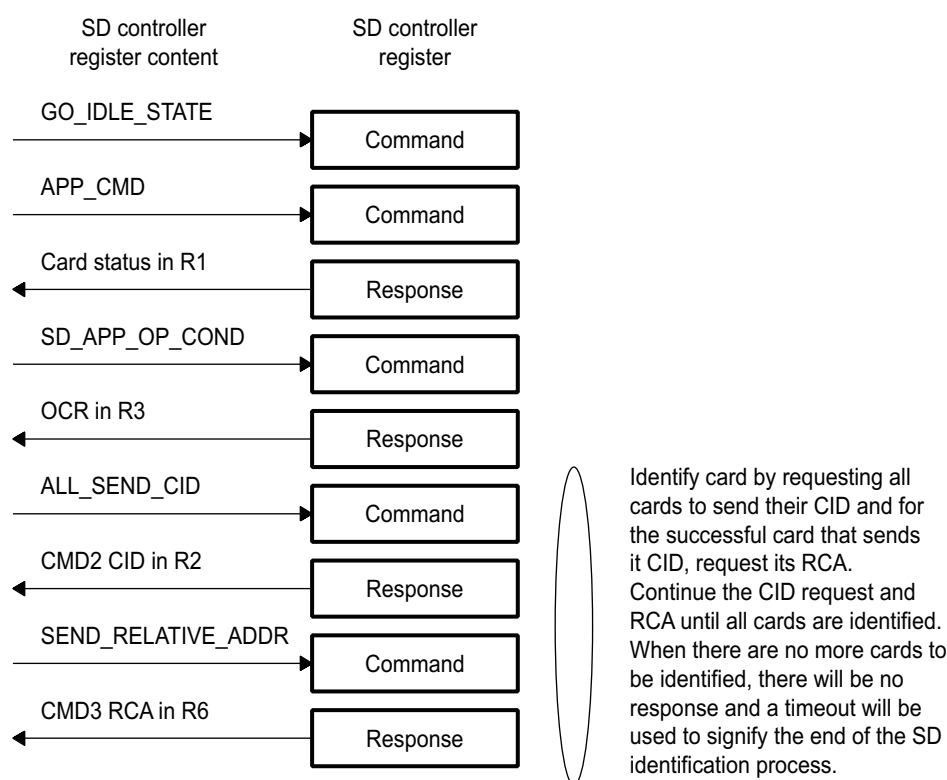 SD controller
register content
SD controller
register
GO_IDLE_STATE
Command
APP_CMD
Command
Card status in R1
Response
SD_APP_OP_COND
Command
OCR in R3
Response
ALL_SEND_CID
Command
CMD2 CID in R2
Response
SEND_RELATIVE_ADDR
Command
CMD3 RCA in R6
Response
Identify card by requesting all
cards to send their CID and for
the successful card that sends
it CID, request its RCA.
Continue the CID request and
RCA until all cards are identified.
When there are no more cards to
be identified, there will be no
response and a timeout will be
used to signify the end of the SD
identification process.